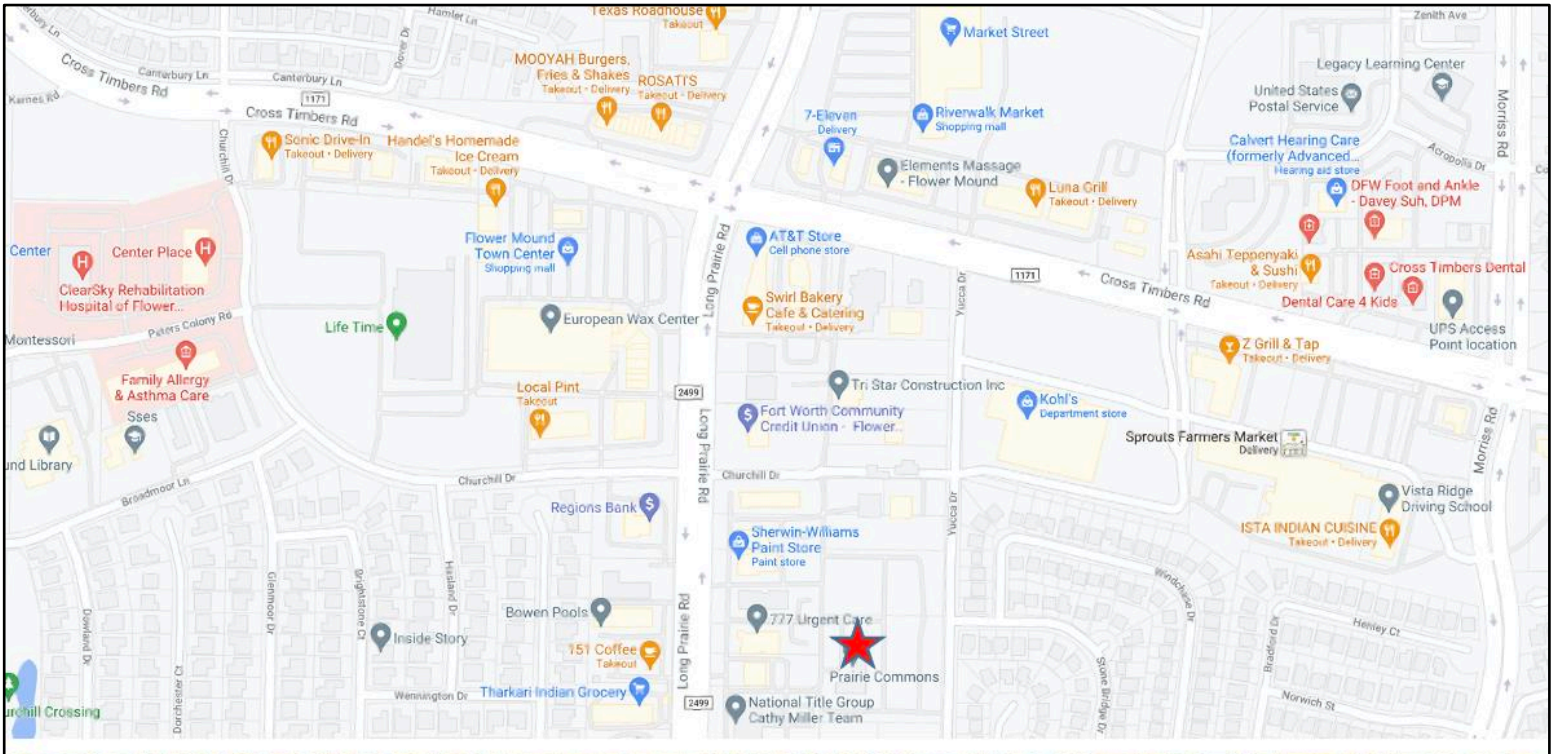 Texas Roadhouse
Takeout
Hamlet Ln
Dover Dr
Zenith Ave
Market Street
MOOYAH Burgers,
Fries & Shakes
Takeout • Delivery
ROSATI'S
Takeout • Delivery
Cross Timbers Rd
Canterbury Ln
Canterbury Ln
Karnes Rd
1171
Cross Timbers Rd
Legacy Learning Center
United States
Postal Service
Morriss Rd
7-Eleven
Delivery
Riverwalk Market
Shopping mall
Churchill Dr
Sonic Drive-In
Takeout • Delivery
Handel's Homemade
Ice Cream
Takeout • Delivery
Calvert Hearing Care
(formerly Advanced...
Hearing aid store
Acropolis Dr
Elements Massage
- Flower Mound
Luna Grill
Takeout • Delivery
DFW Foot and Ankle
- Davey Suh, DPM
Center
Center Place
Flower Mound
Town Center
Shopping mall
Long Prairie Rd
AT&T Store
Cell phone store
ClearSky Rehabilitation
Hospital of Flower...
Yucca Dr
1171
Cross Timbers Rd
Asahi Teppenyaki
& Sushi
Takeout • Delivery
Cross Timbers Dental
Dental Care 4 Kids
Swirl Bakery
Cafe & Catering
Takeout • Delivery
Peters Colony Rd
Montessori
Life Time
European Wax Center
UPS Access
Point location
Z Grill & Tap
Takeout • Delivery
Family Allergy
& Asthma Care
Local Pint
Takeout
2499
Tri Star Construction Inc
Kohl's
Department store
Sses
Long Prairie Rd
Fort Worth Community
Credit Union - Flower...
Sprouts Farmers Market
Delivery
Morriss Rd
und Library
Broadmoor Ln
Churchill Dr
Churchill Dr
Regions Bank
Yucca Dr
Vista Ridge
Driving School
Sherwin-Williams
Paint Store
Paint store
ISTA INDIAN CUISINE
Takeout • Delivery
Glenmoor Dr
Brightstone Ct
Hasland Dr
Windchase Dr
Dowland Dr
Bowen Pools
Long Prairie Rd
777 Urgent Care
Inside Story
151 Coffee
Takeout
Bradford Dr
Henley Ct
Prairie Commons
Dorchester Ct
Wennington Dr
Tharkari Indian Grocery
2499
National Title Group
Cathy Miller Team
Stone Bridge Dr
Norwich St
urchill Crossing